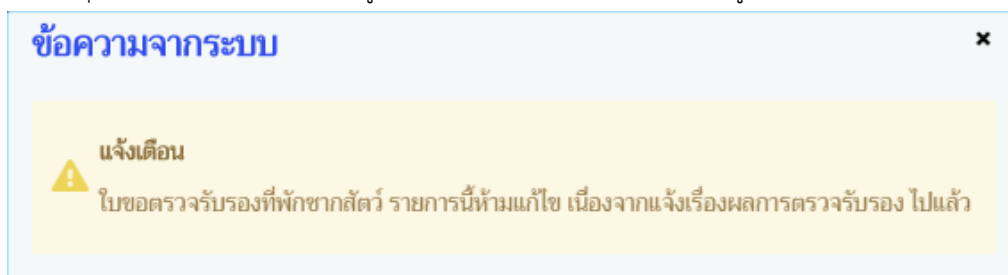 ข้อความจากระบบ
แจ้งเตือน
ใบขอตรวจรับรองที่พักซากสัตว์ รายการนี้ห้ามแก้ไข เนื่องจากแจ้งเรื่องผลการตรวจรับรอง ไปแล้ว